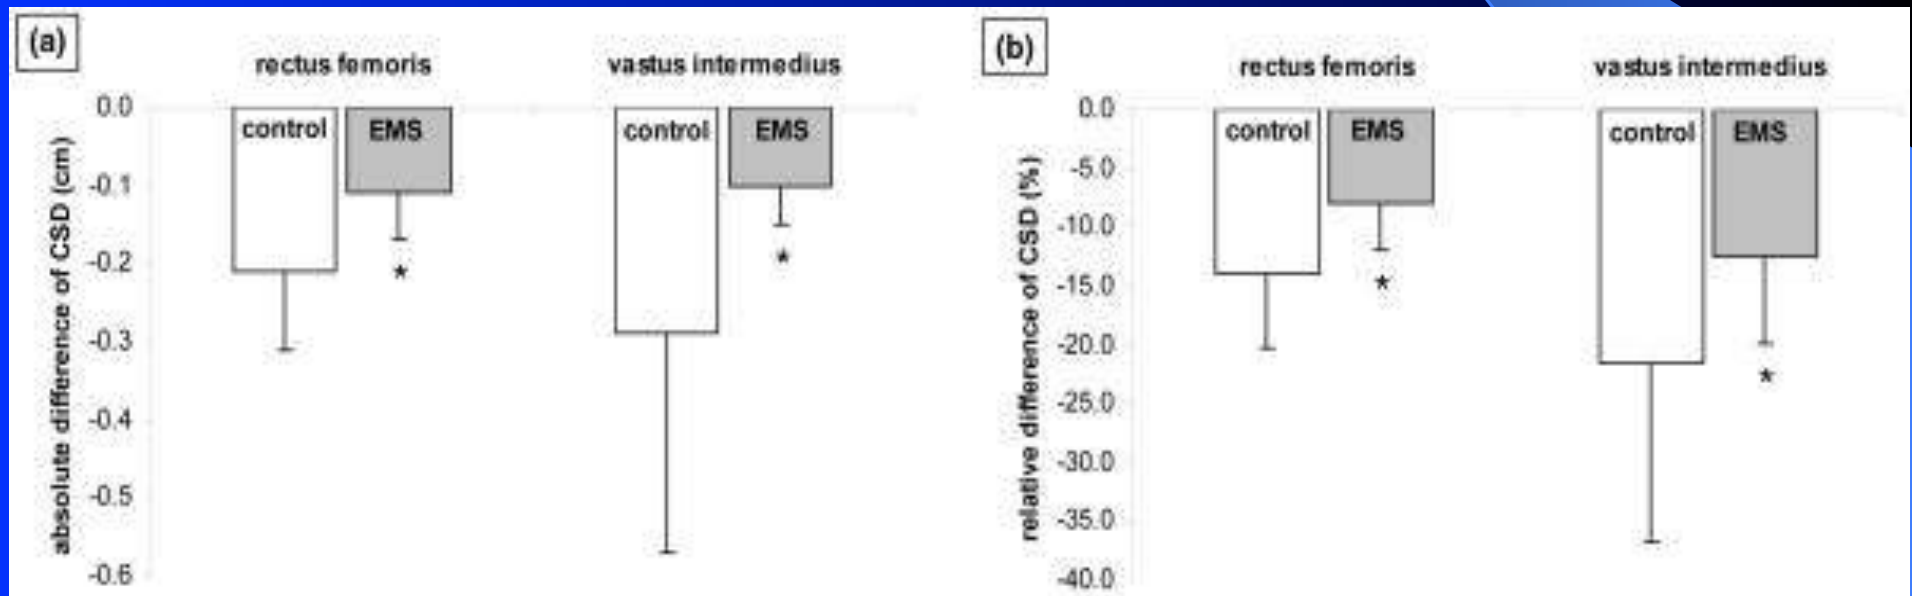 (a)
rectus femoris
vastus intermedius
absolute difference of CSD (cm)
0.0
-0.1
-0.2
-0.3
-0.4
-0.5
-0.6
control
EMS
*
control
EMS
*
(b)
rectus femoris
vastus intermedius
relative difference of CSD (%)
0.0
-5.0
-10.0
-15.0
-20.0
-25.0
-30.0
-35.0
-40.0
control
EMS
*
control
EMS
*